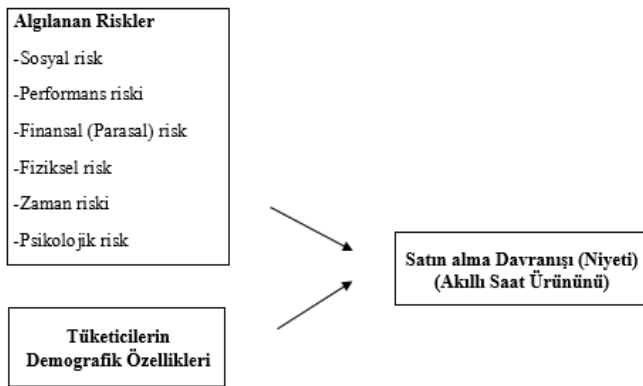 Algılanan Riskler
-Sosyal risk
-Performans riski
-Finansal (Parasal) risk
-Fiziksel risk
-Zaman riski
-Psikolojik risk
Satın alma Davranışı (Niyeti)
(Akıllı Saat Ürününü)
Tüketicilerin
Demografik Özellikleri